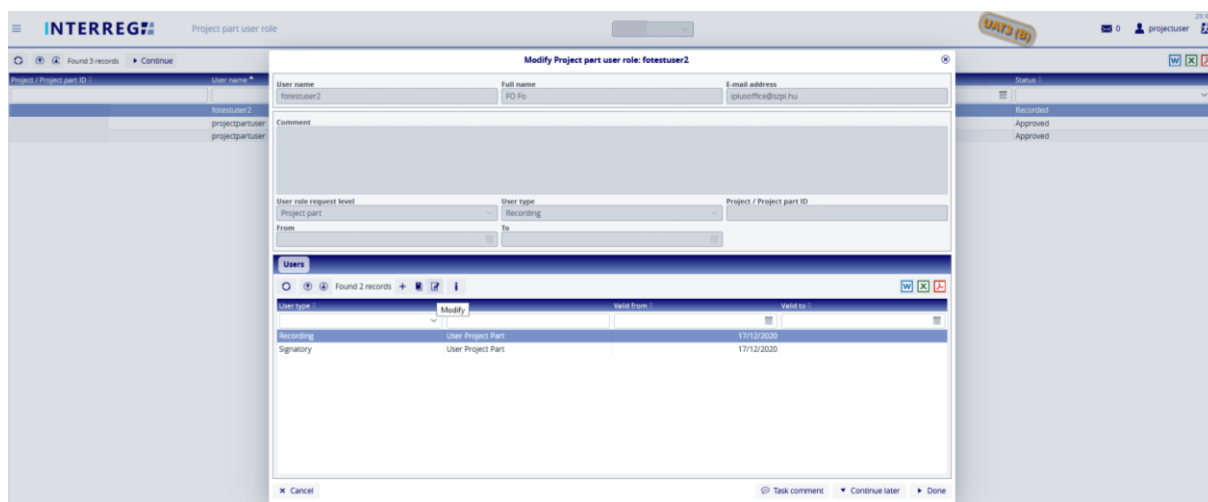 29:4
INTERREG
Project part user role
UAT3 (B)
0
projectuser
Found 3 records
Continue
Project / Project part ID
User name
Status
fotestuser2
Recorded
projectpartuser
Approved
projectpartuser
Approved
Modify Project part user role: fotestuser2
User name
Full name
E-mail address
fotestuser2
FO Fo
iplusoffice@szpi.hu
Comment
User role request level
User type
Project / Project part ID
Project part
Recording
From
To
Users
Found 2 records
User type
Valid from
Valid to
Modify
Recording
User Project Part
17/12/2020
Signatory
User Project Part
17/12/2020
Cancel
Task comment
Continue later
Done